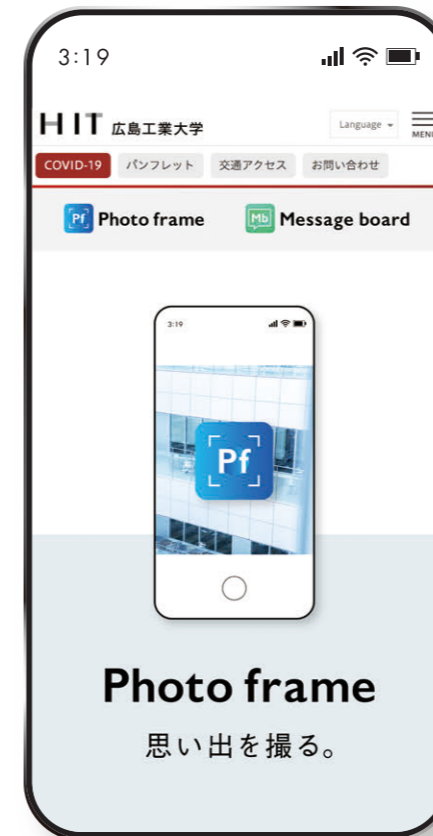 3:19
HIT 広島工業大学
Language
MENU
COVID-19 パンフレット 交通アクセス お問い合わせ
Pf Photo frame Mb Message board
3:19
Pf
Photo frame
思い出を撮る。